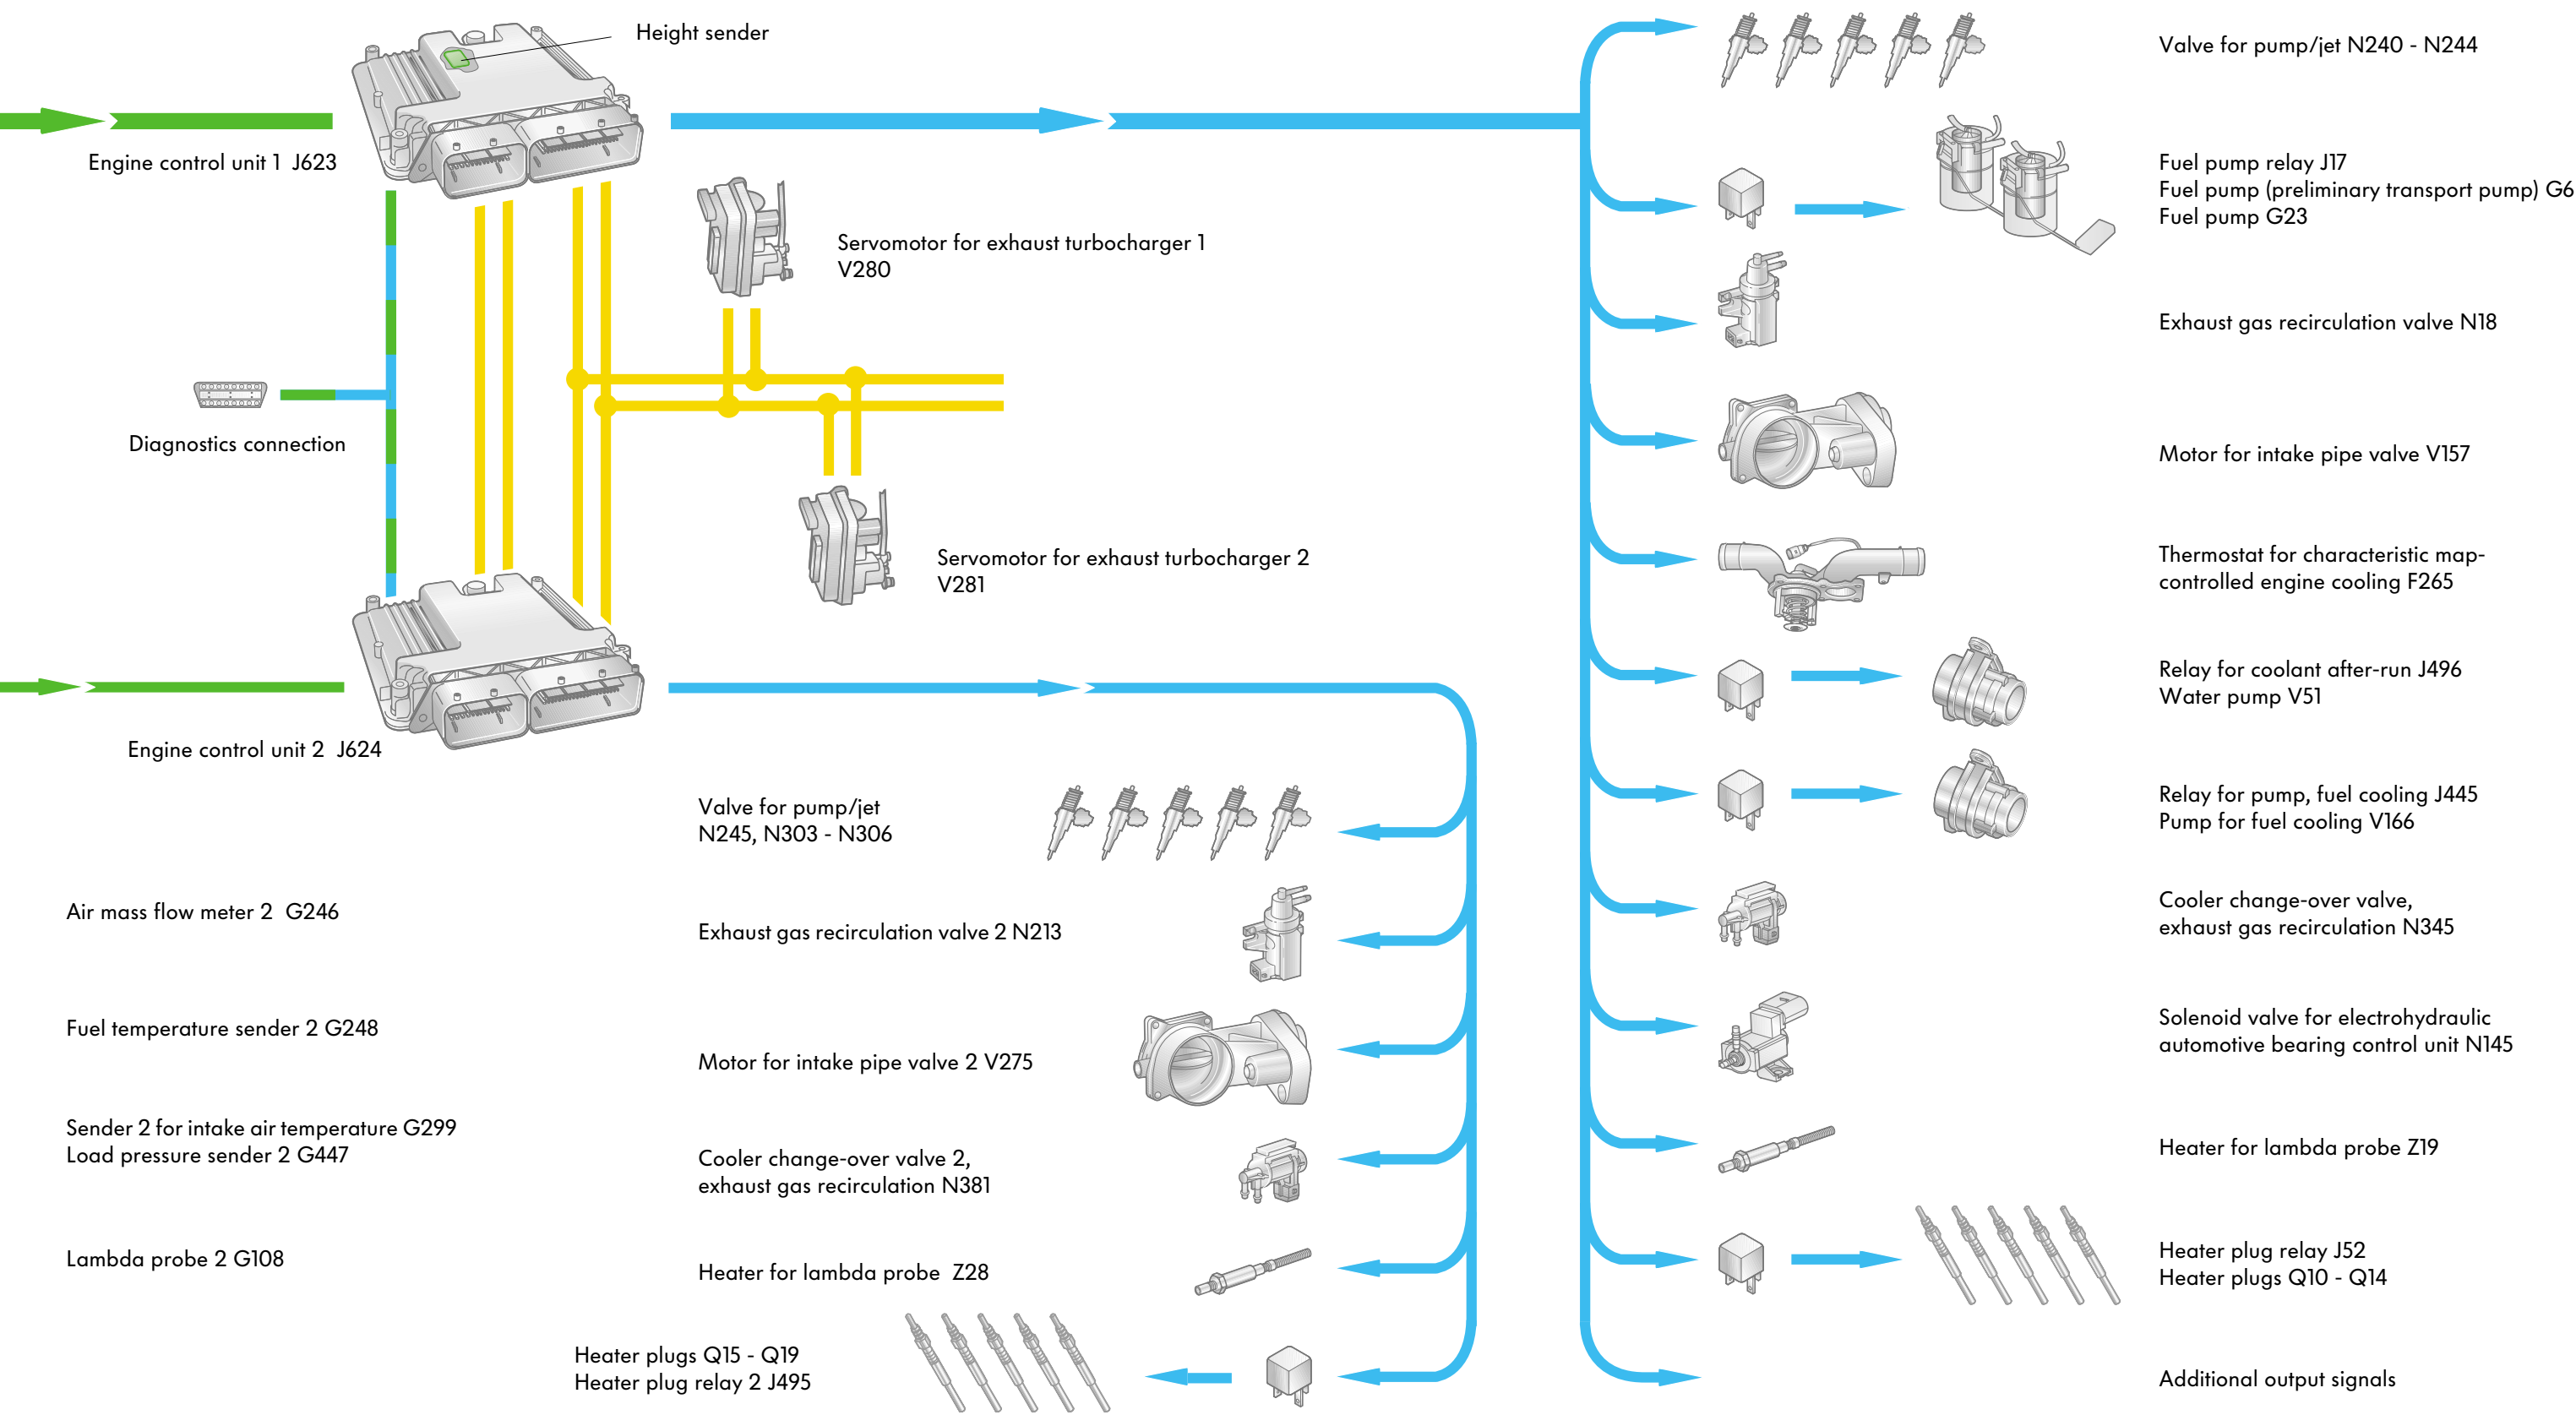 Height sender
Engine control unit 1 J623
Servomotor for exhaust turbocharger 1
V280
Diagnostics connection
Servomotor for exhaust turbocharger 2
V281
Engine control unit 2 J624
Air mass flow meter 2 G246
Fuel temperature sender 2 G248
Sender 2 for intake air temperature G299
Load pressure sender 2 G447
Lambda probe 2 G108
Valve for pump/jet
N245, N303 - N306
Exhaust gas recirculation valve 2 N213
Motor for intake pipe valve 2 V275
Cooler change-over valve 2,
exhaust gas recirculation N381
Heater for lambda probe Z28
Heater plugs Q15 - Q19
Heater plug relay 2 J495
Valve for pump/jet N240 - N244
Fuel pump relay J17
Fuel pump (preliminary transport pump) G6
Fuel pump G23
Exhaust gas recirculation valve N18
Motor for intake pipe valve V157
Thermostat for characteristic map-
controlled engine cooling F265
Relay for coolant after-run J496
Water pump V51
Relay for pump, fuel cooling J445
Pump for fuel cooling V166
Cooler change-over valve,
exhaust gas recirculation N345
Solenoid valve for electrohydraulic
automotive bearing control unit N145
Heater for lambda probe Z19
Heater plug relay J52
Heater plugs Q10 - Q14
Additional output signals